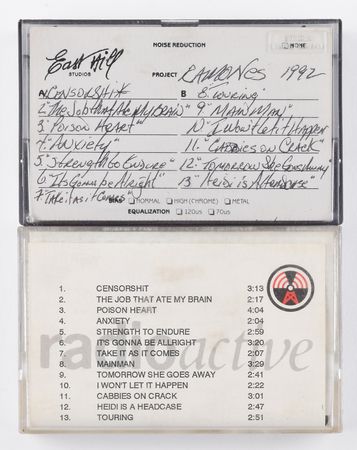 East Hill
STUDIOS
NOISE REDUCTION
NONE
PROJECT RAMONES 1992
A CENSORSHIT B 8 "TOURING"
2 "The Job that Ate My BRAIN" 9 "MAIN MAN"
3 "Poison Heart" 10 I won't let it Happen
4 "Anxiety" 11. "CABBIES on CRACK"
5 "Strength to Endure" 12 "TOMORROW She Goes Away"
6 "It's Gonna be Alright" 13 "Heidi is A Headcase"
7 "Take it as it Comes"
BIAS NORMAL HIGH (CHROME) METAL
EQUALIZATION 120us 70us
radioactive
1. CENSORSHIT 3:13
2. THE JOB THAT ATE MY BRAIN 2:17
3. POISON HEART 4:04
4. ANXIETY 2:04
5. STRENGTH TO ENDURE 2:59
6. IT'S GONNA BE ALLRIGHT 3:20
7. TAKE IT AS IT COMES 2:07
8. MAINMAN 3:29
9. TOMORROW SHE GOES AWAY 2:41
10. I WON'T LET IT HAPPEN 2:22
11. CABBIES ON CRACK 3:01
12. HEIDI IS A HEADCASE 2:47
13. TOURING 2:51